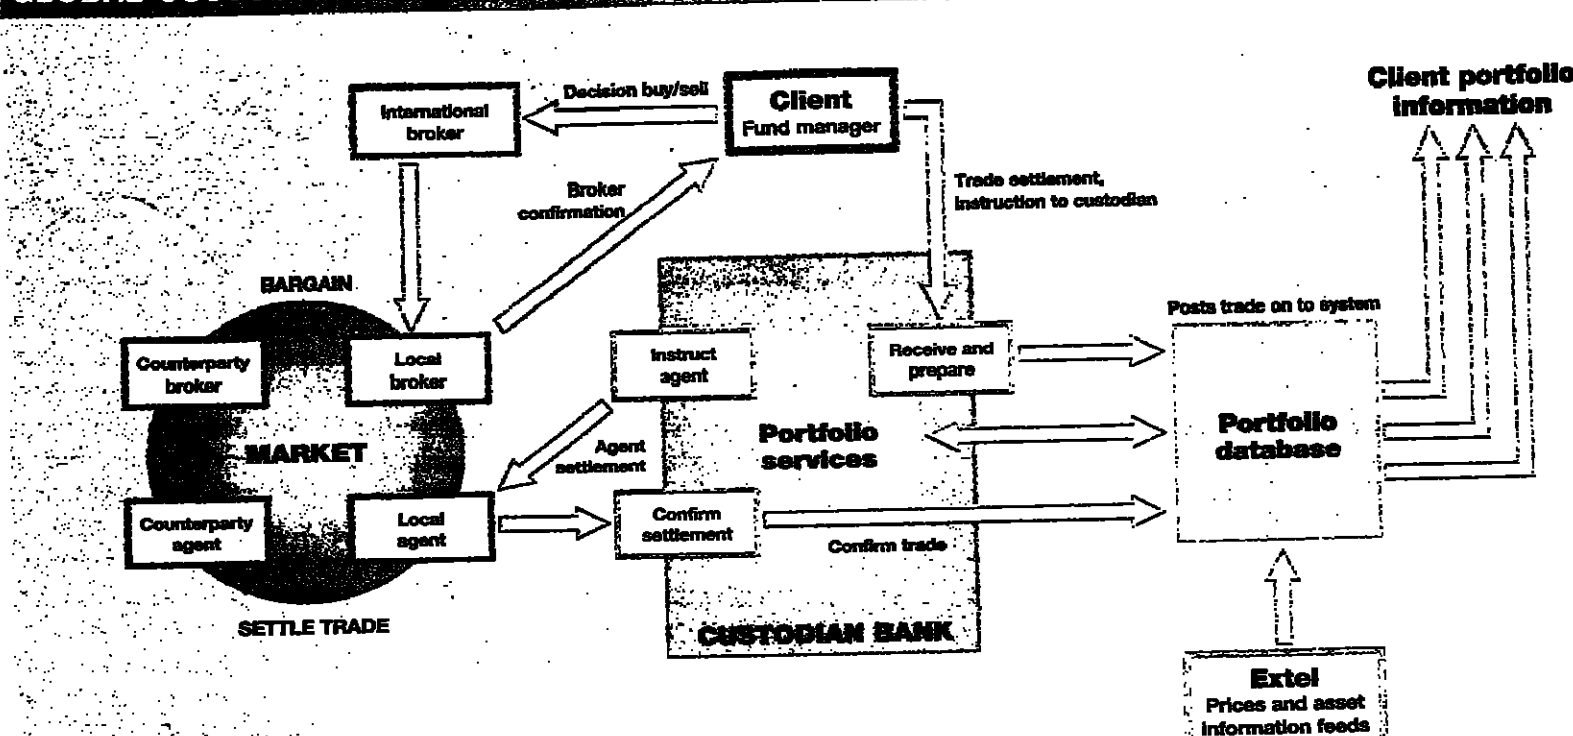 Client portfolio
information
Decision buy/sell
Client
Fund manager
International
broker
Trade settlement,
instruction to custodian
Broker
confirmation
BARGAIN
Posts trade on to system
Counterparty
broker
Local
broker
Instruct
agent
Receive and
prepare
MARKET
Agent
settlement
Portfolio
services
Portfolio
database
Counterparty
agent
Local
agent
Confirm
settlement
Confirm trade
SETTLE TRADE
CUSTODIAN BANK
Extel
Prices and asset
information feeds